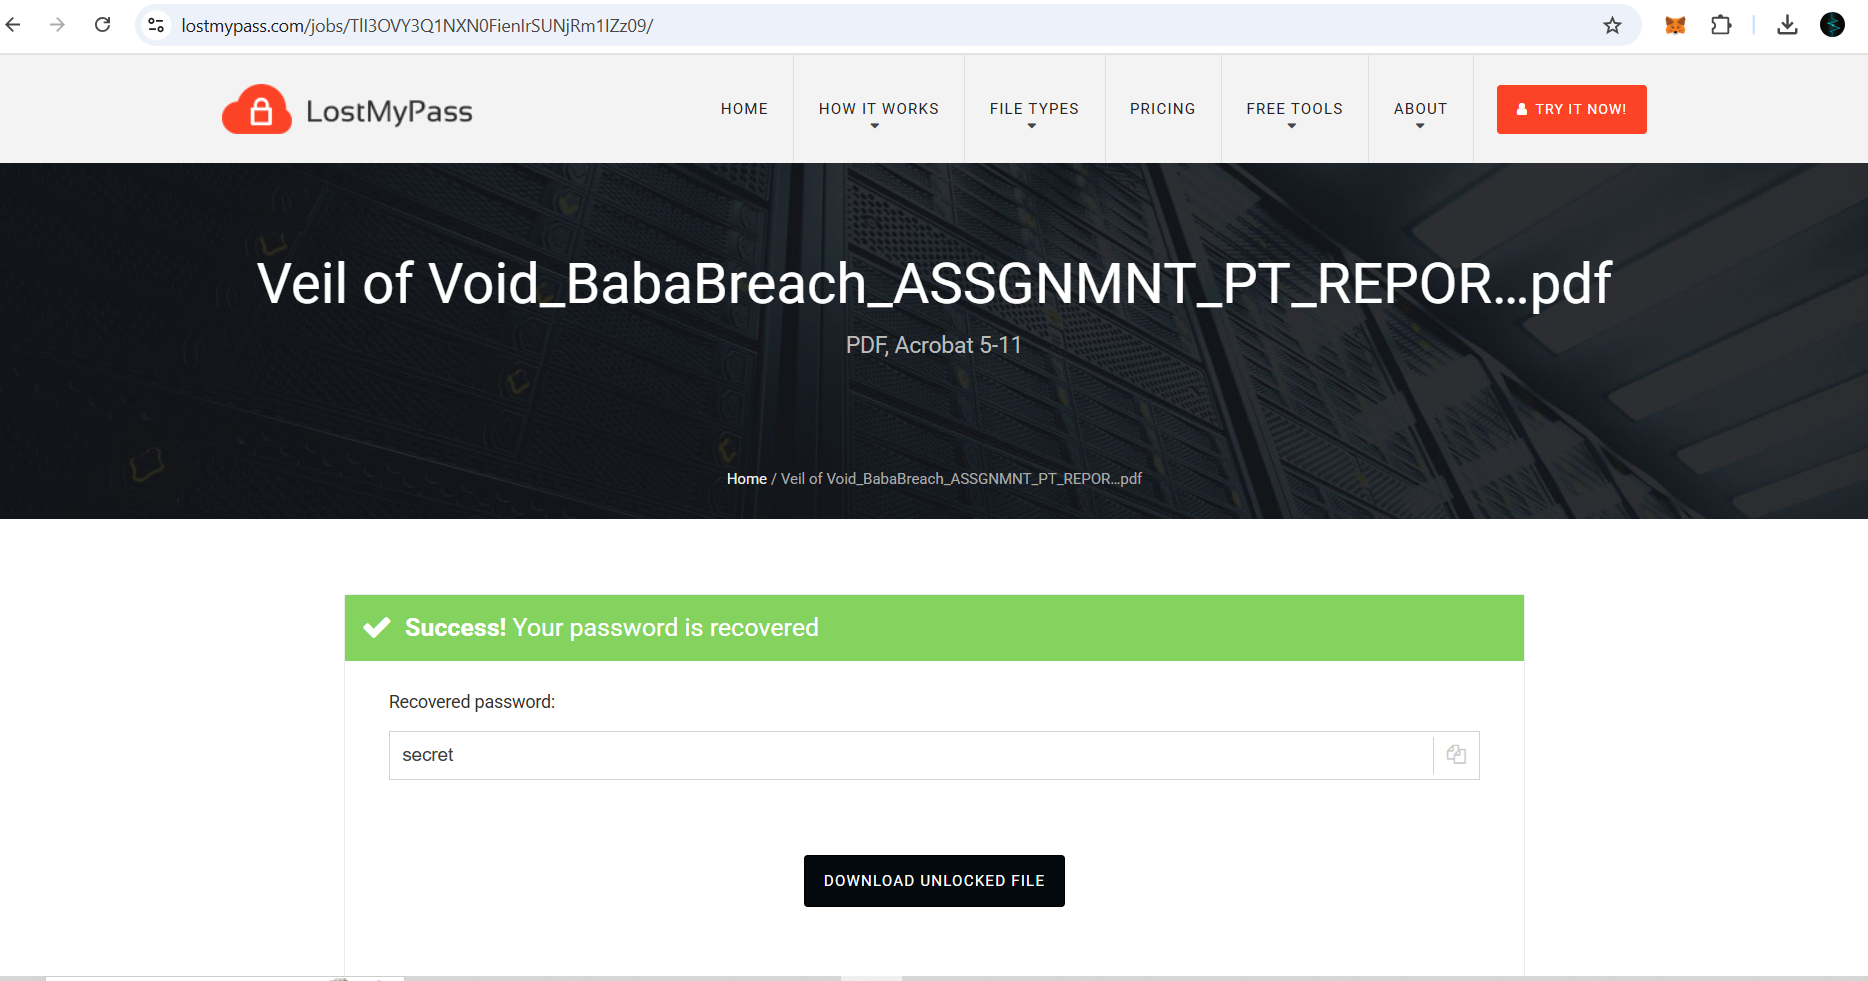 lostmypass.com/jobs/TlI3OVY3Q1NXN0FienIrSUNjRm1IZz09/
LostMyPass
HOME
HOW IT WORKS
FILE TYPES
PRICING
FREE TOOLS
ABOUT
TRY IT NOW!
Veil of Void_BabaBreach_ASSGNMNT_PT_REPOR...pdf
PDF, Acrobat 5-11
Home / Veil of Void_BabaBreach_ASSGNMNT_PT_REPOR...pdf
Success! Your password is recovered
Recovered password:
secret
DOWNLOAD UNLOCKED FILE